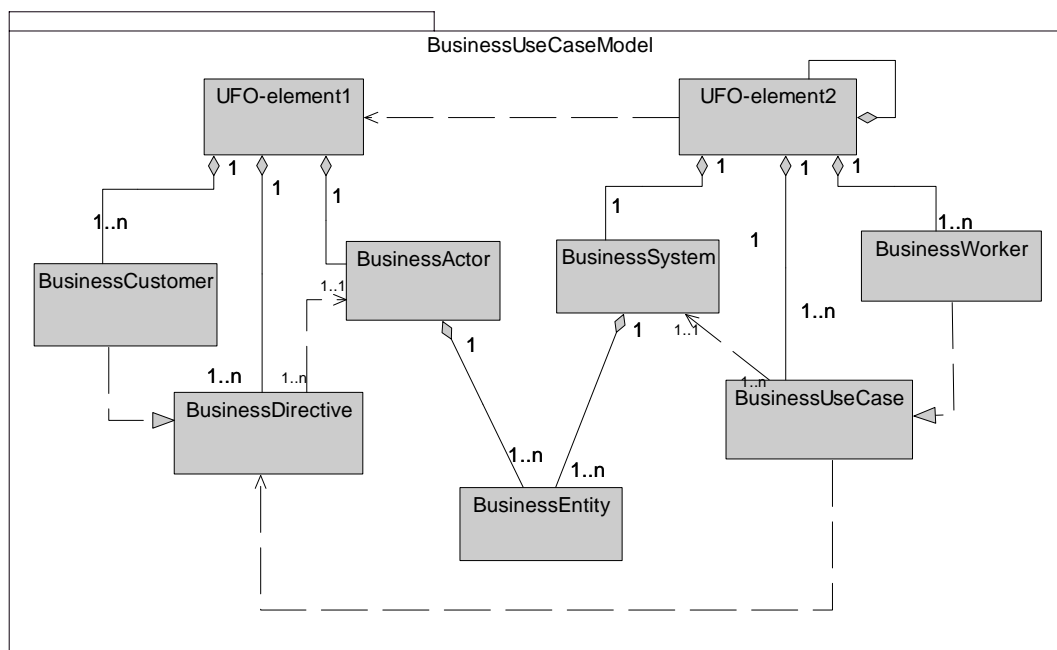 BusinessUseCaseModel
UFO-element1
UFO-element2
1
1
1
1
1
1
1..n
1
1
1..n
BusinessCustomer
BusinessActor
BusinessSystem
BusinessWorker
1..1
1..n
1
1
1..1
1..n
1..n
1..n
BusinessDirective
BusinessUseCase
1..n
1..n
BusinessEntity